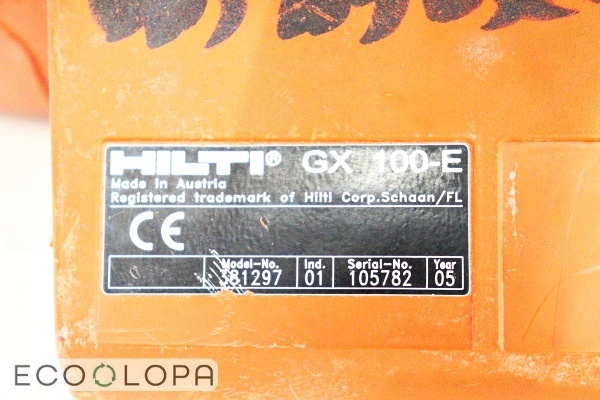 HILTI® GX 100-E
Made in Austria
Registered trademark of Hilti Corp.Schaan/FL
CE
Model-No. Ind. Serial-No. Year
01 105782 05
ECOOLOPA